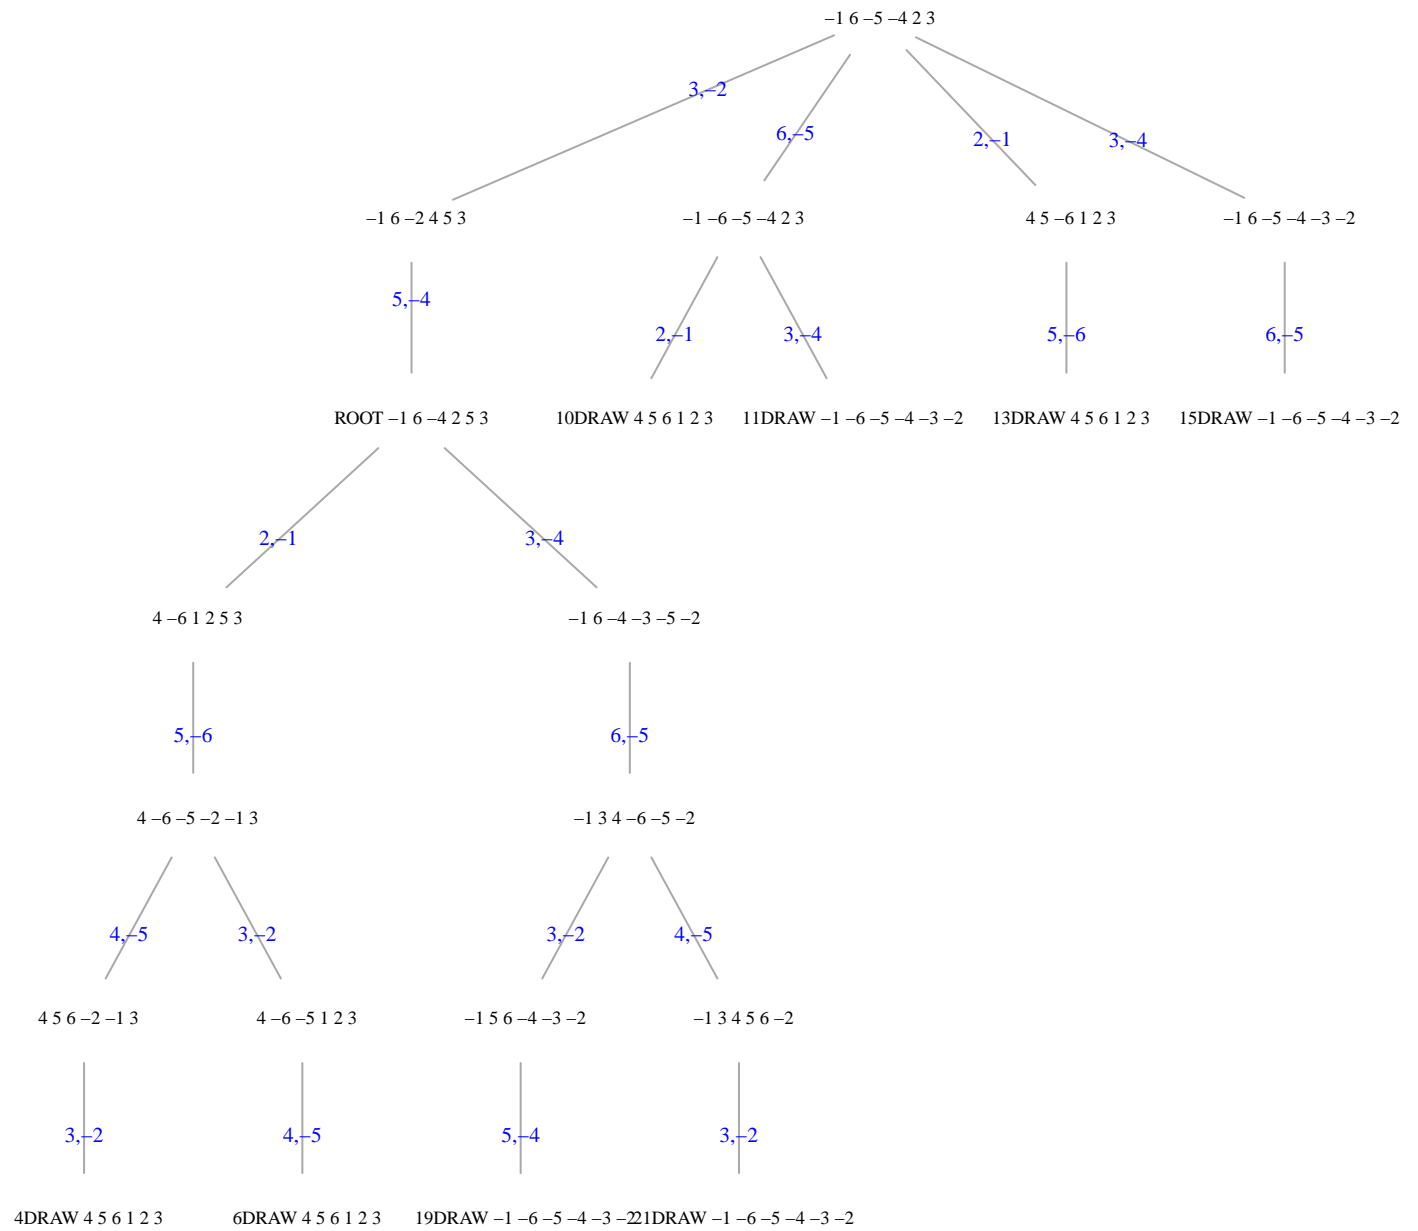 –1 6 –5 –4 2 3
3,–2
6,–5
2,–1
3,–4
–1 6 –2 4 5 3
–1 –6 –5 –4 2 3
4 5 –6 1 2 3
–1 6 –5 –4 –3 –2
5,–4
2,–1
3,–4
5,–6
6,–5
ROOT –1 6 –4 2 5 3
10DRAW 4 5 6 1 2 3
11DRAW –1 –6 –5 –4 –3 –2
13DRAW 4 5 6 1 2 3
15DRAW –1 –6 –5 –4 –3 –2
2,–1
3,–4
4 –6 1 2 5 3
–1 6 –4 –3 –5 –2
5,–6
6,–5
4 –6 –5 –2 –1 3
–1 3 4 –6 –5 –2
4,–5
3,–2
3,–2
4,–5
4 5 6 –2 –1 3
4 –6 –5 1 2 3
–1 5 6 –4 –3 –2
–1 3 4 5 6 –2
3,–2
4,–5
5,–4
3,–2
4DRAW 4 5 6 1 2 3
6DRAW 4 5 6 1 2 3
19DRAW –1 –6 –5 –4 –3 –2
21DRAW –1 –6 –5 –4 –3 –2